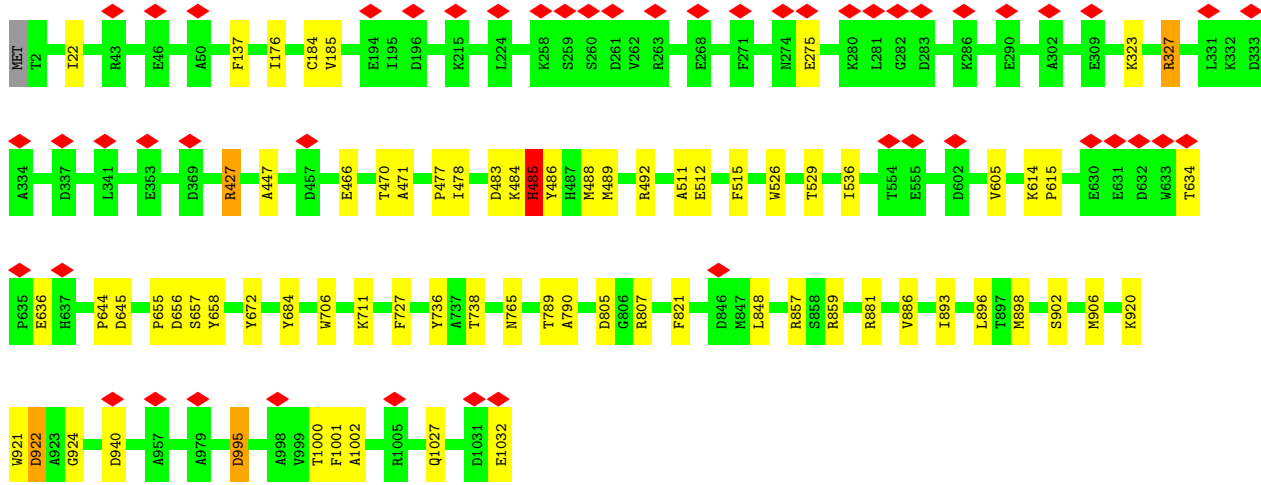 MET T2 I22 R43 E46 A50 F137 I176 C184 V185 E194 I195 D196 K215 L224 K258 S259 S260 D261 V262 R263 E268 F271 N274 E275 K280 L281 G282 D283 K286 E290 A302 E309 K323 R327 L331 K332 D333
A334 D337 L341 E353 D369 R427 A447 D457 E466 T470 A471 P477 I478 D483 K484 H485 Y486 H487 M488 M489 R492 A511 E512 F515 W526 T529 I536 T554 E555 D602 V605 K614 P615 E630 E631 D632 W633 T634
P635 E636 H637 P644 D645 P655 D656 S657 Y658 Y672 Y684 W706 K711 F727 Y736 A737 T738 N765 T789 A790 D805 G806 R807 F821 D846 M847 L848 R857 S858 R859 R881 V886 I893 L896 T897 M898 S902 M906 K920
W921 D922 A923 G924 D940 A957 A979 D995 A998 V999 T1000 F1001 A1002 R1005 Q1027 D1031 E1032